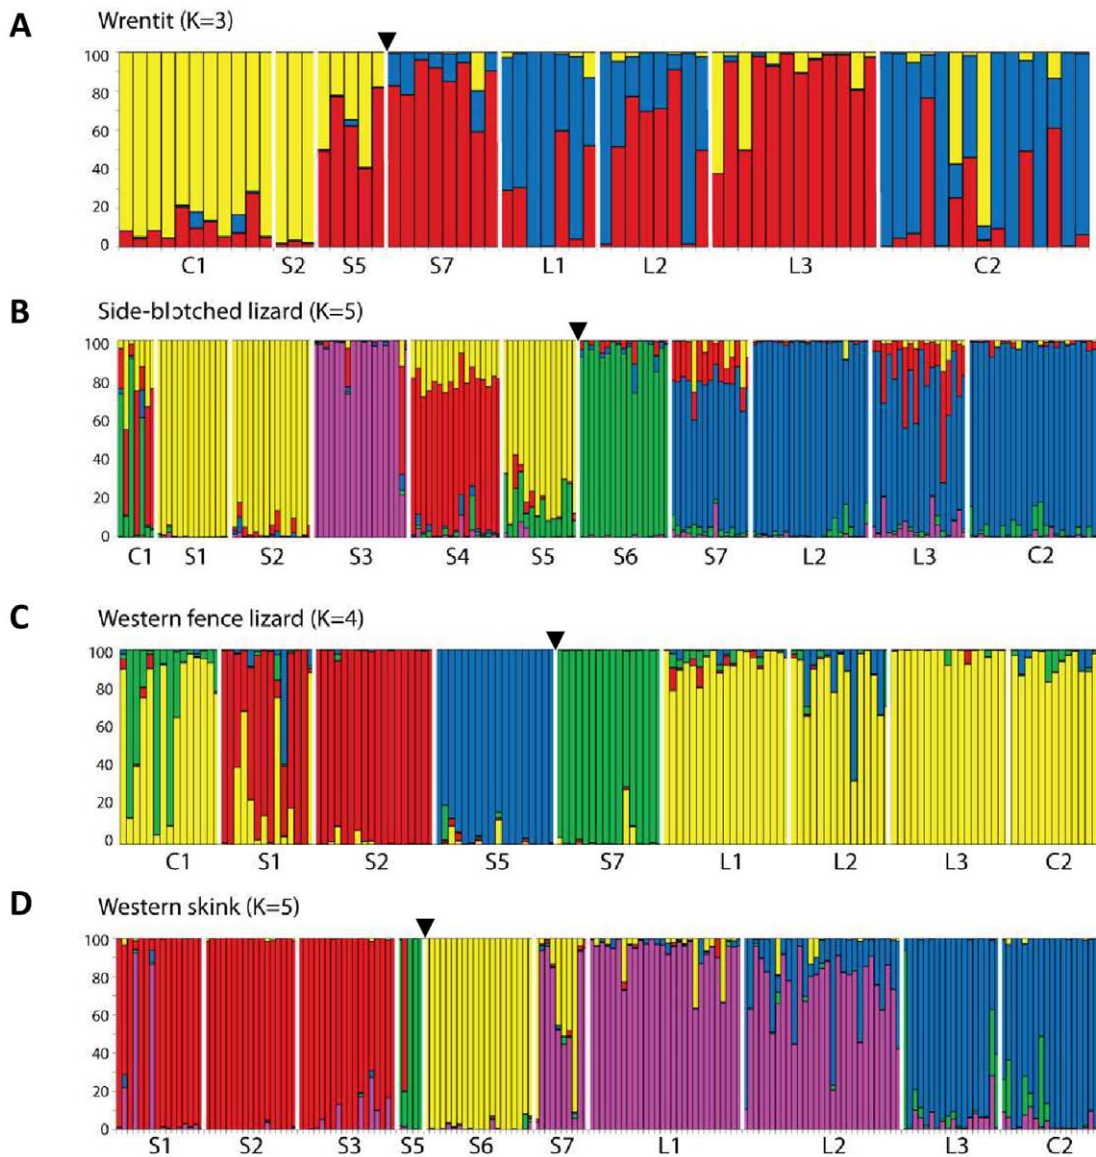 A
Wrentit (K=3)
100
80
60
40
20
0
C1 S2 S5 S7 L1 L2 L3 C2
B
Side-blotched lizard (K=5)
100
80
60
40
20
0
C1 S1 S2 S3 S4 S5 S6 S7 L2 L3 C2
C
Western fence lizard (K=4)
100
80
60
40
20
0
C1 S1 S2 S5 S7 L1 L2 L3 C2
D
Western skink (K=5)
100
80
60
40
20
0
S1 S2 S3 S5 S6 S7 L1 L2 L3 C2